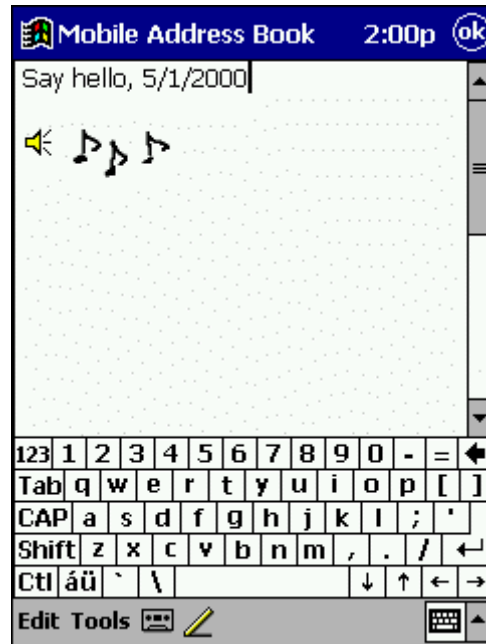 Mobile Address Book 2:00p ok
Say hello, 5/1/2000
123 1 2 3 4 5 6 7 8 9 0 - =
Tab q w e r t y u i o p [ ]
CAP a s d f g h j k l ; '
Shift z x c v b n m , . /
Ctl áü ` \
Edit Tools